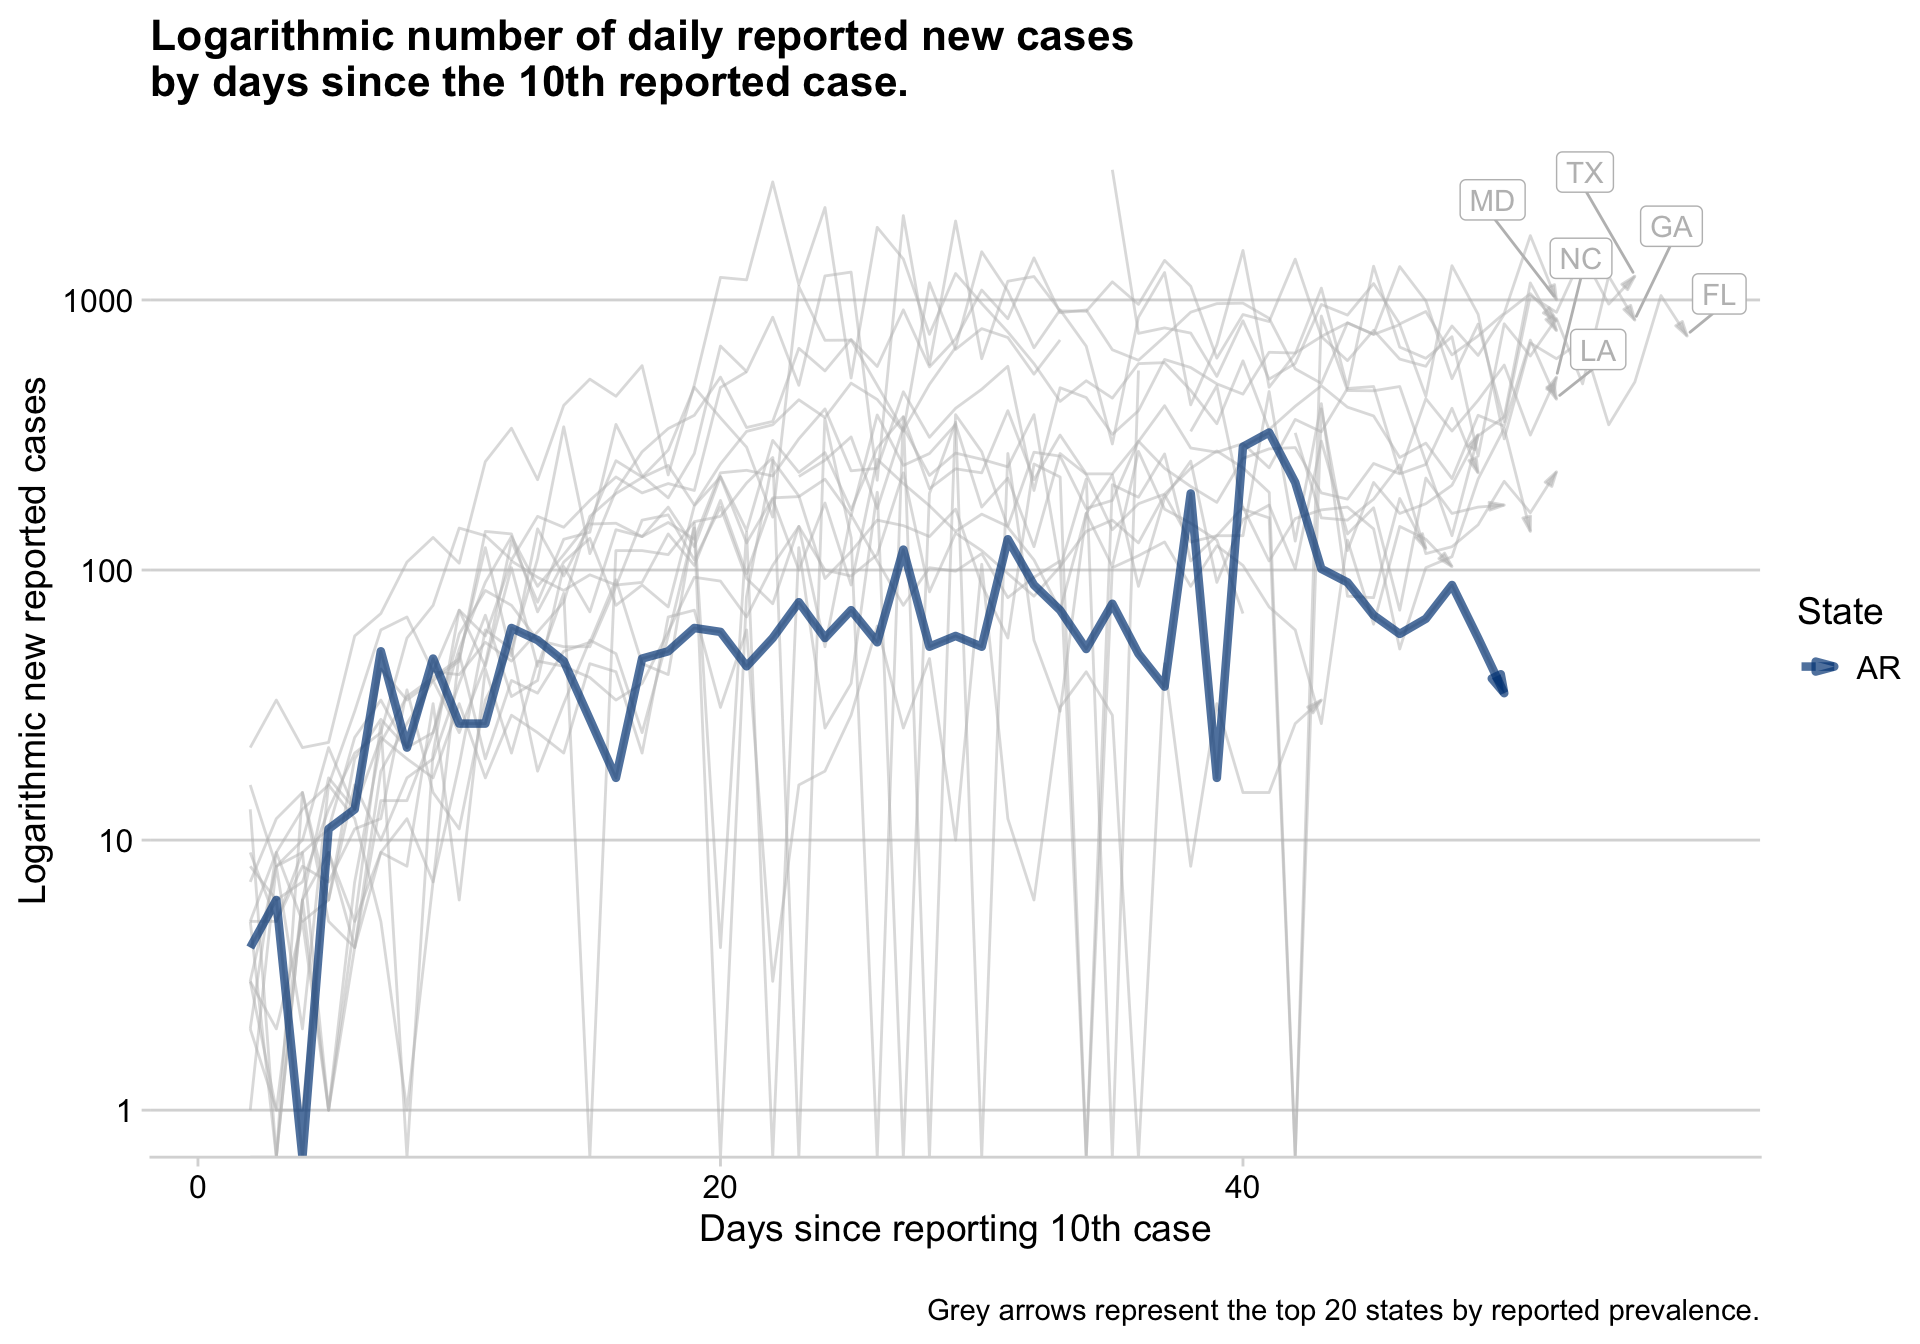 Logarithmic number of daily reported new cases
by days since the 10th reported case.
TX
MD
GA
NC
FL
LA
1000
100
10
1
Logarithmic new reported cases
State
AR
0
20
40
Days since reporting 10th case
Grey arrows represent the top 20 states by reported prevalence.